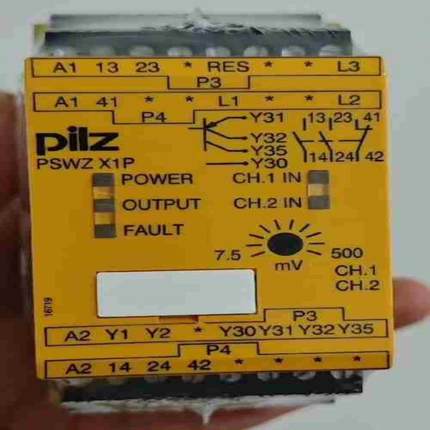 A1 13 23 * RES * * L3
P3
A1 41 * * L1 * * L2
P4
pilz
PSWZ X1P
Y31
Y32
Y35
Y30
13 23 41
14 24 42
POWER
OUTPUT
FAULT
CH.1 IN
CH.2 IN
7.5 500
mV
CH.1
CH.2
16719
P3
A2 Y1 Y2 * Y30 Y31 Y32 Y35
P4
A2 14 24 42 * * * *